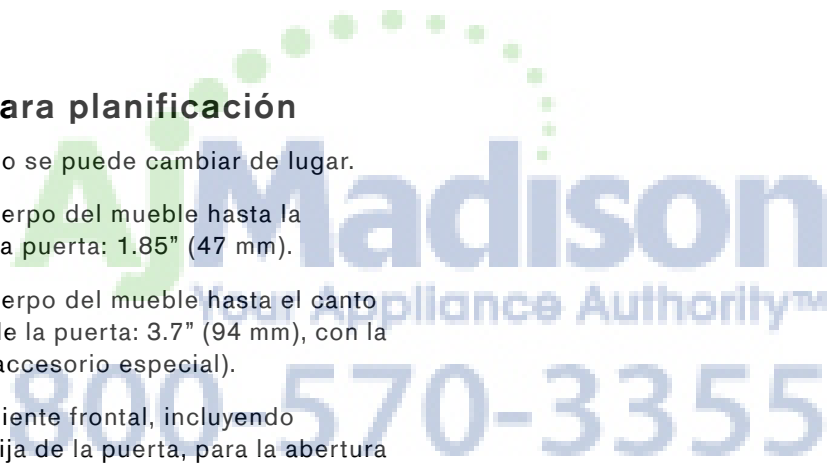 ara planificación
o se puede cambiar de lugar.
erpo del mueble hasta la
a puerta: 1.85” (47 mm).
erpo del mueble hasta el canto
de la puerta: 3.7” (94 mm), con la
accesorio especial).
iente frontal, incluyendo
ija de la puerta, para la abertura
AjMadison
Your Appliance Authority™
800-570-3355